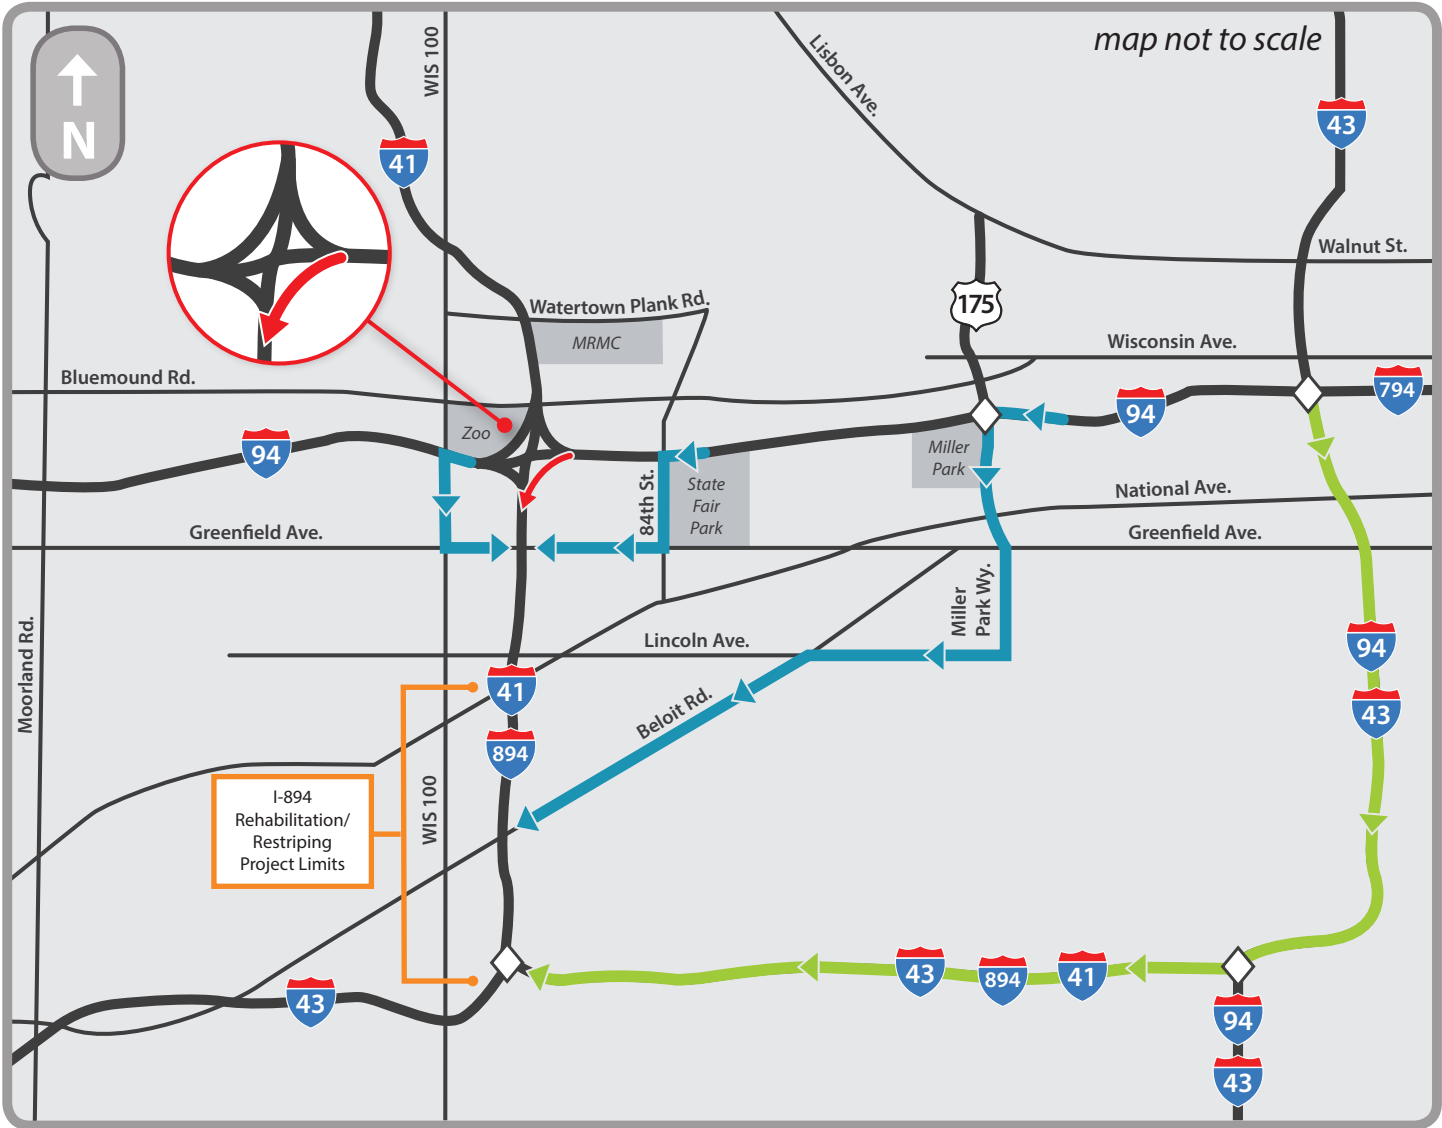 map not to scale
N
WIS 100
Lisbon Ave.
43
41
Walnut St.
175
Watertown Plank Rd.
MRMC
Wisconsin Ave.
Bluemound Rd.
794
94
Zoo
94
Miller
Park
State
Fair
Park
84th St.
National Ave.
Greenfield Ave.
Greenfield Ave.
Miller
Park Wy.
Lincoln Ave.
94
Moorland Rd.
41
43
Beloit Rd.
894
I-894
Rehabilitation/
Restriping
Project Limits
WIS 100
43
894
41
43
94
43